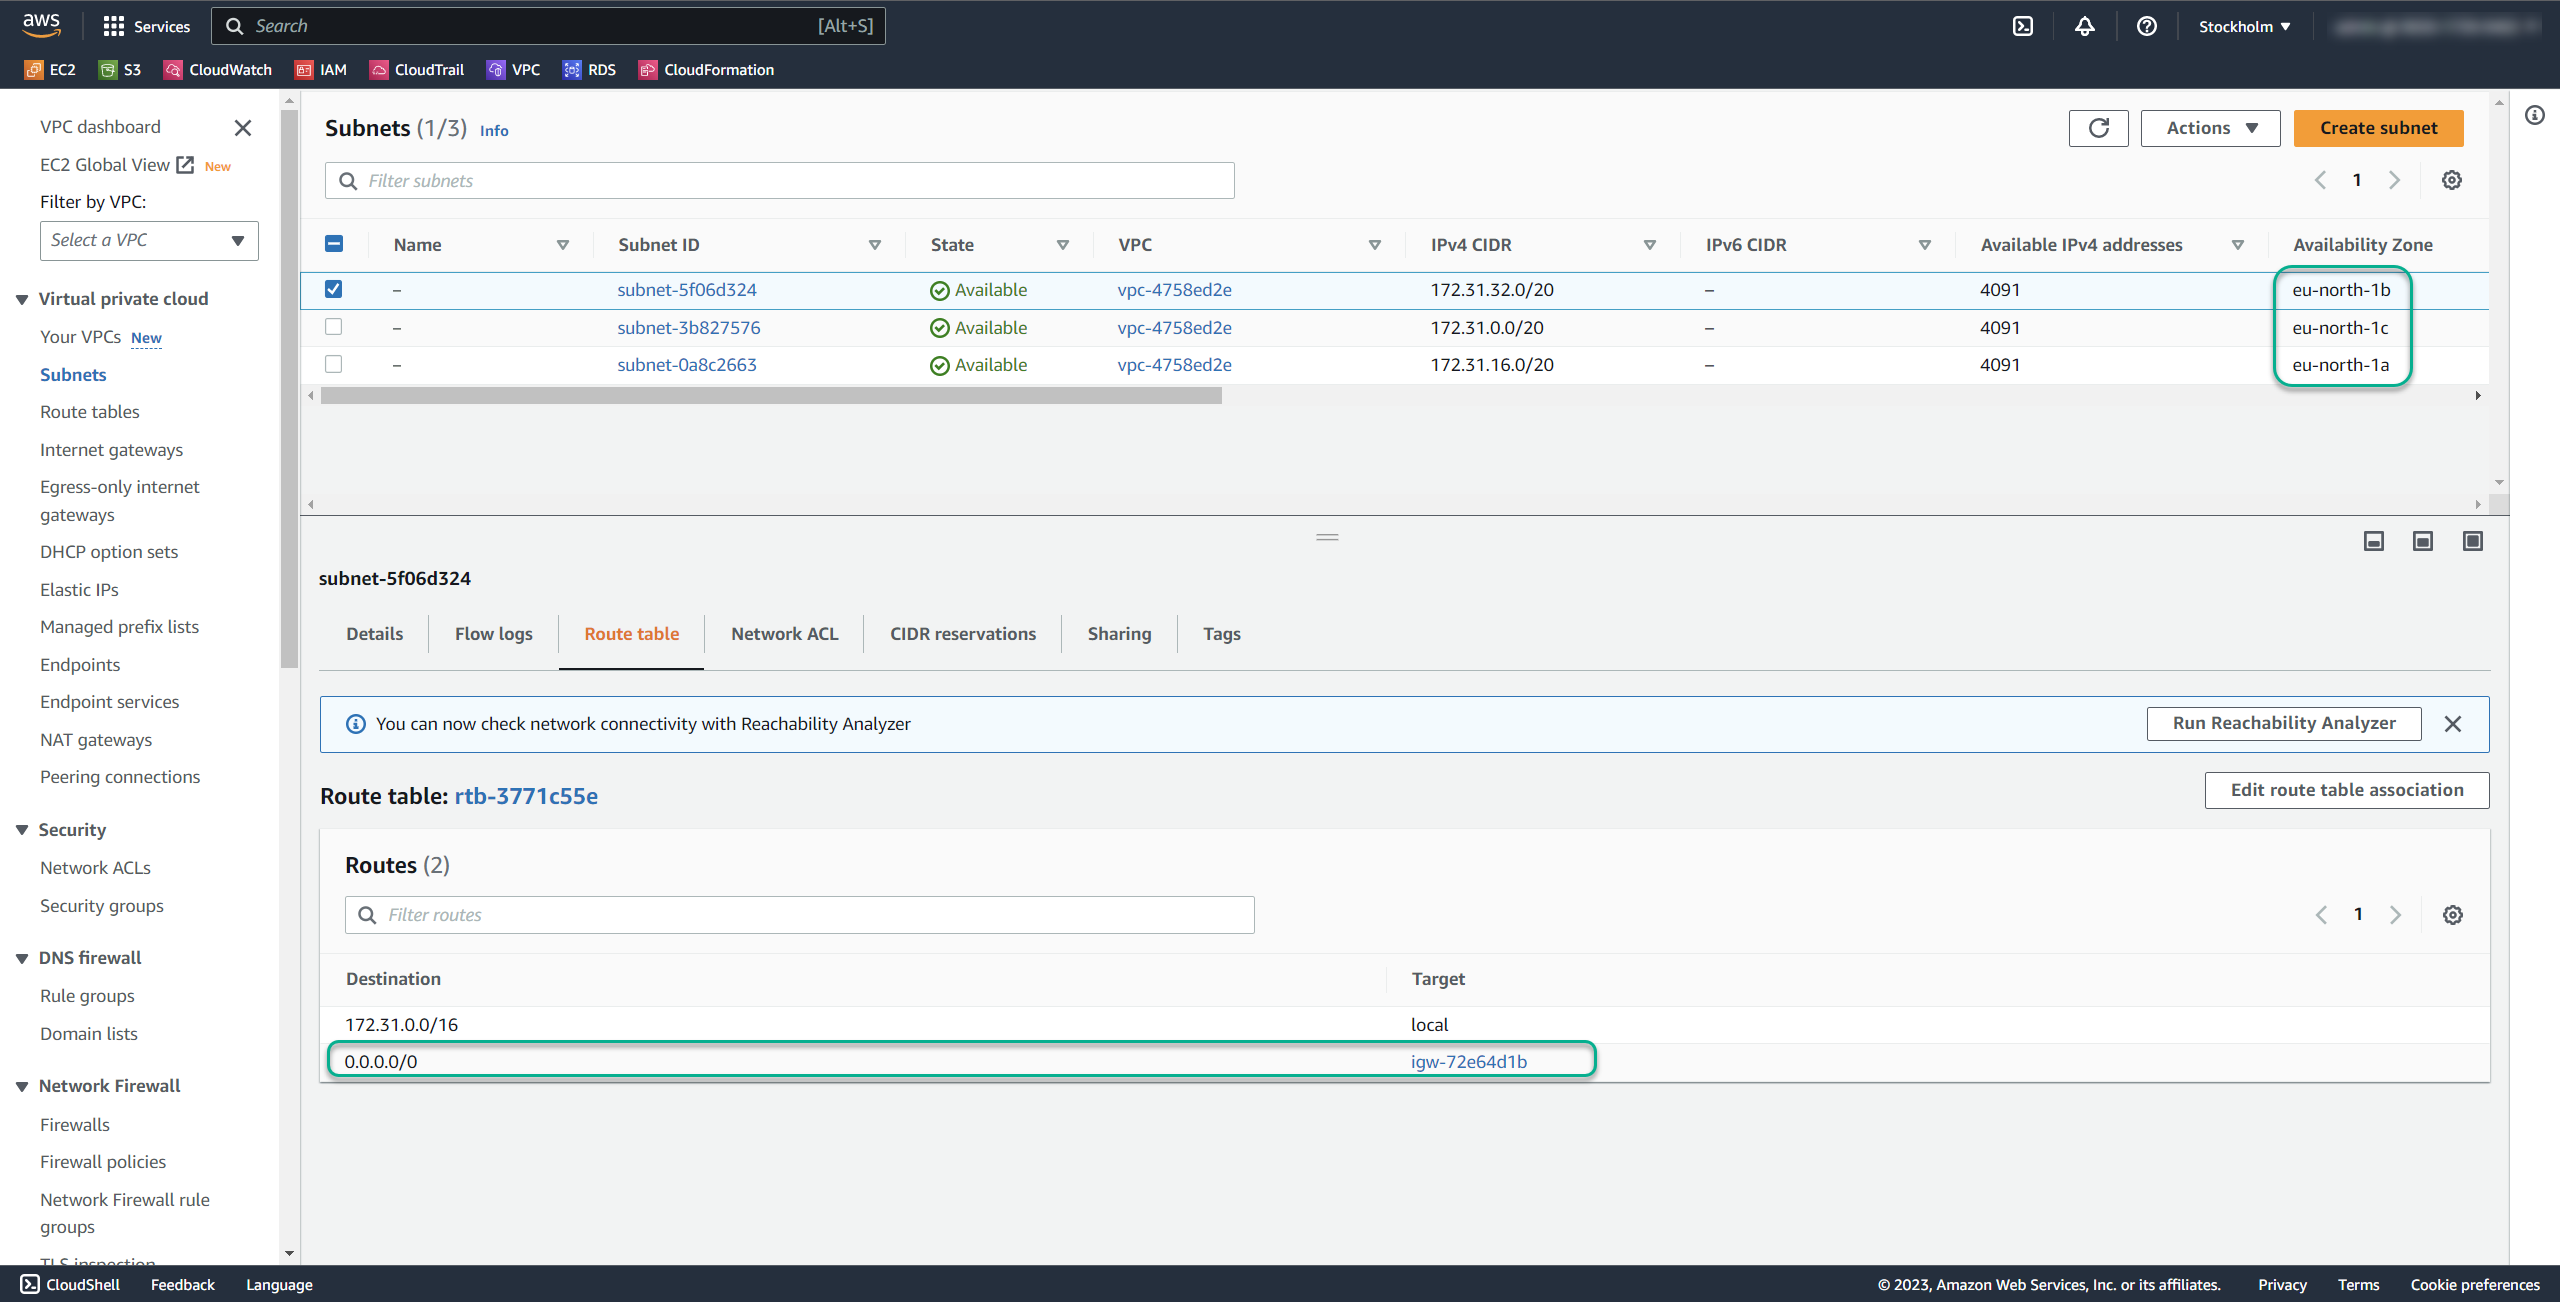 aws Services Search [Alt+S] Stockholm
EC2 S3 CloudWatch IAM CloudTrail VPC RDS CloudFormation
VPC dashboard
EC2 Global View New
Filter by VPC:
Select a VPC
Virtual private cloud
Your VPCs New
Subnets
Route tables
Internet gateways
Egress-only internet
gateways
DHCP option sets
Elastic IPs
Managed prefix lists
Endpoints
Endpoint services
NAT gateways
Peering connections
Security
Network ACLs
Security groups
DNS firewall
Rule groups
Domain lists
Network Firewall
Firewalls
Firewall policies
Network Firewall rule
groups
TLS inspection
Subnets (1/3) Info
Actions Create subnet
Filter subnets
1
Name Subnet ID State VPC IPv4 CIDR IPv6 CIDR Available IPv4 addresses Availability Zone
– subnet-5f06d324 Available vpc-4758ed2e 172.31.32.0/20 – 4091 eu-north-1b
– subnet-3b827576 Available vpc-4758ed2e 172.31.0.0/20 – 4091 eu-north-1c
– subnet-0a8c2663 Available vpc-4758ed2e 172.31.16.0/20 – 4091 eu-north-1a
subnet-5f06d324
Details Flow logs Route table Network ACL CIDR reservations Sharing Tags
You can now check network connectivity with Reachability Analyzer Run Reachability Analyzer
Route table: rtb-3771c55e Edit route table association
Routes (2)
Filter routes
1
Destination Target
172.31.0.0/16 local
0.0.0.0/0 igw-72e64d1b
CloudShell Feedback Language © 2023, Amazon Web Services, Inc. or its affiliates. Privacy Terms Cookie preferences